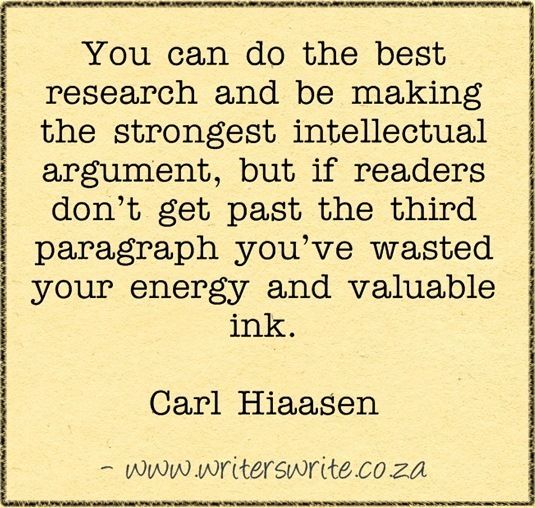 You can do the best
research and be making
the strongest intellectual
argument, but if readers
don't get past the third
paragraph you've wasted
your energy and valuable
ink.
Carl Hiaasen
- www.writerswrite.co.za